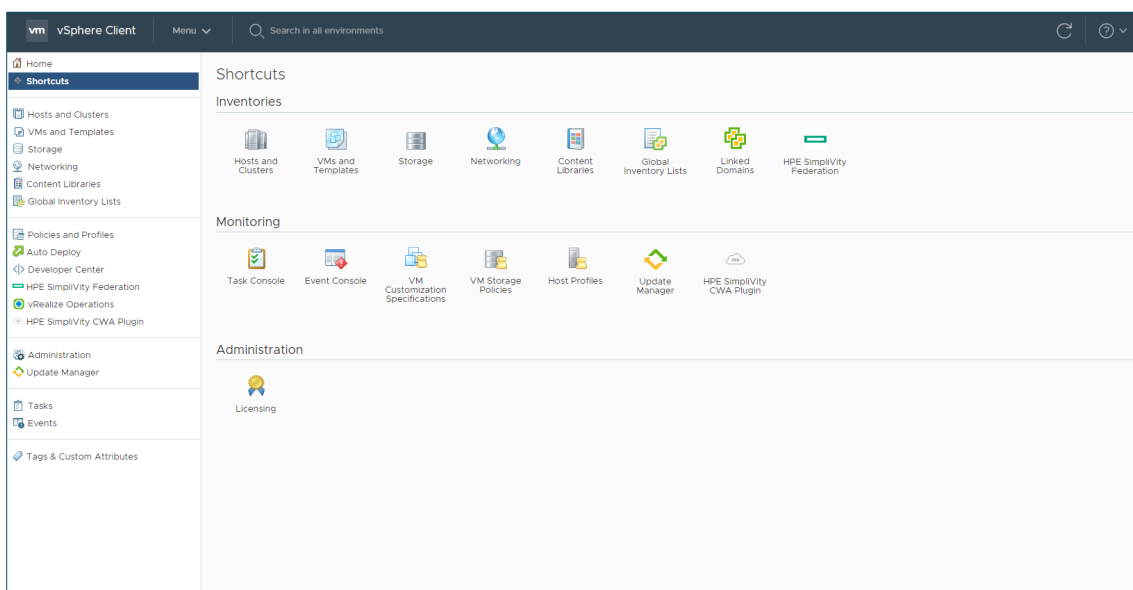 vm vSphere Client Menu Search in all environments
Home
Shortcuts
Hosts and Clusters
VMs and Templates
Storage
Networking
Content Libraries
Global Inventory Lists
Policies and Profiles
Auto Deploy
Developer Center
HPE SimpliVity Federation
vRealize Operations
HPE SimpliVity CWA Plugin
Administration
Update Manager
Tasks
Events
Tags & Custom Attributes
Shortcuts
Inventories
Hosts and
Clusters
VMs and
Templates
Storage
Networking
Content
Libraries
Global
Inventory Lists
Linked
Domains
HPE SimpliVity
Federation
Monitoring
Task Console
Event Console
VM
Customization
Specifications
VM Storage
Policies
Host Profiles
Update
Manager
HPE SimpliVity
CWA Plugin
Administration
Licensing